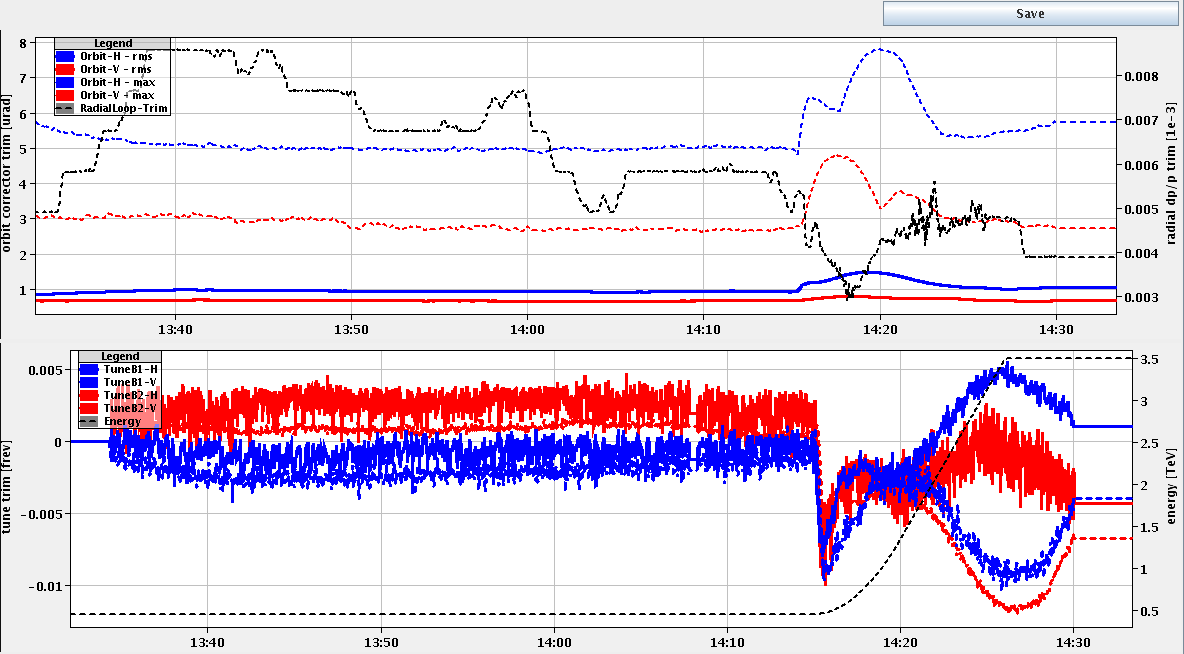 Save
Legend
Orbit-H - rms
Orbit-V - rms
Orbit-H - max
Orbit-V - max
RadialLoop-Trim
orbit corrector trim [urad]
8
7
6
5
4
3
2
1
0.008
0.007
0.006
0.005
0.004
0.003
radial dp/p trim [1e-3]
13:40
13:50
14:00
14:10
14:20
14:30
Legend
TuneB1-H
TuneB1-V
TuneB2-H
TuneB2-V
Energy
tune trim [frev]
0.005
0
-0.005
-0.01
3.5
3
2.5
2
1.5
1
0.5
energy [TeV]
13:40
13:50
14:00
14:10
14:20
14:30